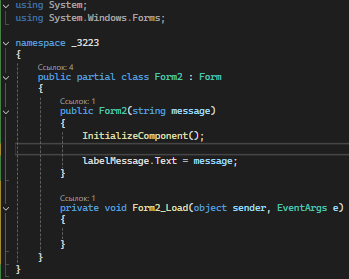 using System;
using System.Windows.Forms;
namespace _3223
{
Ссылок: 4
public partial class Form2 : Form
{
Ссылок: 1
public Form2(string message)
{
InitializeComponent();
labelMessage.Text = message;
}
Ссылок: 1
private void Form2_Load(object sender, EventArgs e)
{
}
}
}